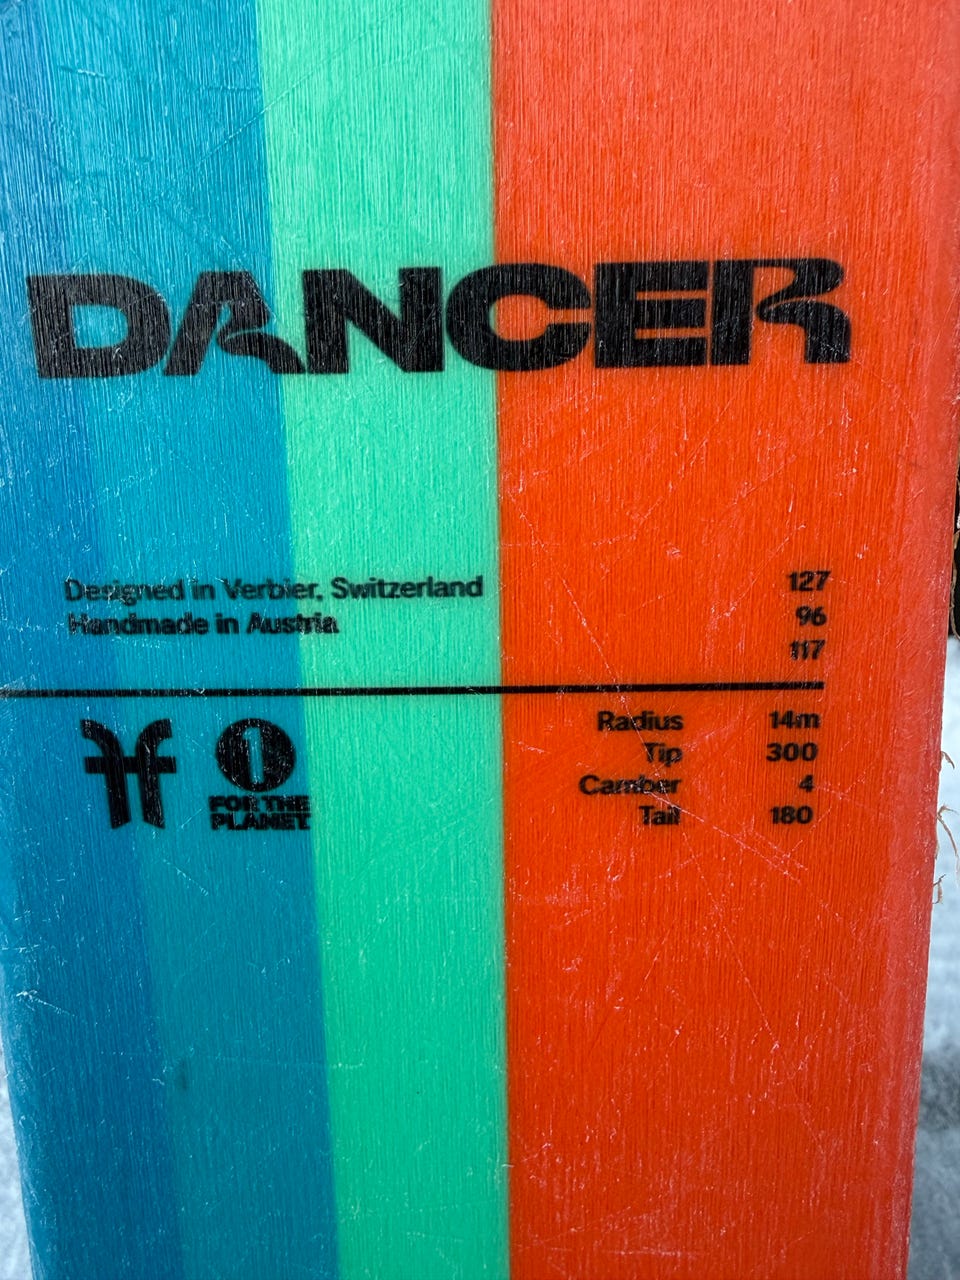 DANCER
Designed in Verbier, Switzerland
Handmade in Austria
127
96
117
1
FOR THE
PLANET
Radius 14m
Tip 300
Camber 4
Tail 180